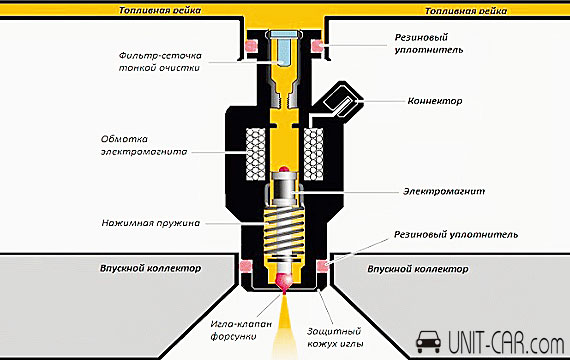 Топливная рейка
Топливная рейка
Фильтр-сеточка
тонкой очистки
Резиновый
уплотнитель
Коннектор
Обмотка
электромагнита
Электромагнит
Нажимная пружина
Резиновый уплотнитель
Впускной коллектор
Впускной коллектор
Игла-клапан
форсунки
Защитный
кожух иглы
UNIT-CAR.com